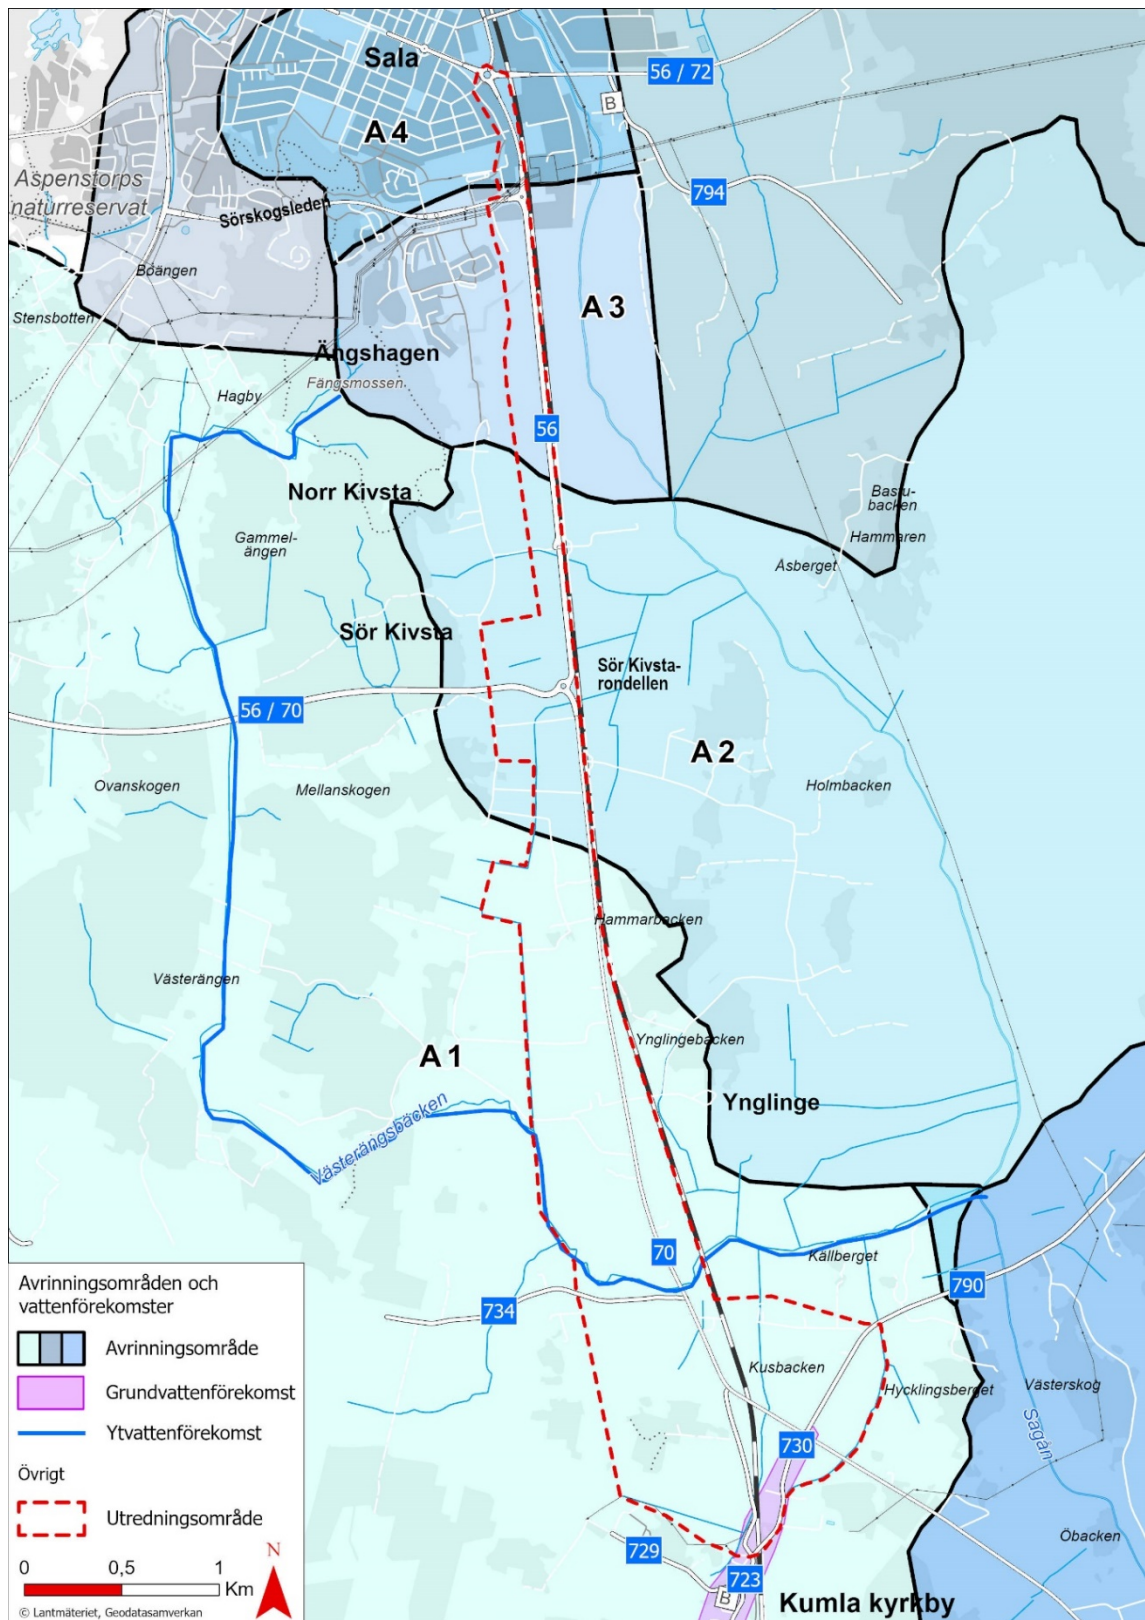 Sala
56 / 72
B
A 4
794
Aspenstorps
naturreservat
Sörskogsleden
Boängen
A 3
Stensbotten
Ängshagen
Fängsmossen
Hagby
56
Norr Kivsta
Bastu-
backen
Hammaren
Gammel-
ängen
Åsberget
Sör Kivsta
Sör Kivsta-
rondellen
56 / 70
A 2
Ovanskogen
Mellanskogen
Holmbacken
Hammarbacken
Västerängen
Ynglingebacken
A 1
Ynglinge
Västerängsbäcken
70
Källberget
790
734
Kusbacken
Hycklingsberget
Västerskog
Sagån
730
Öbacken
729
723
B
Kumla kyrkby
Avrinningsområden och
vattenförekomster
Avrinningsområde
Grundvattenförekomst
Ytvattenförekomst
Övrigt
Utredningsområde
0 0,5 1
Km
N
© Lantmäteriet, Geodatasamverkan